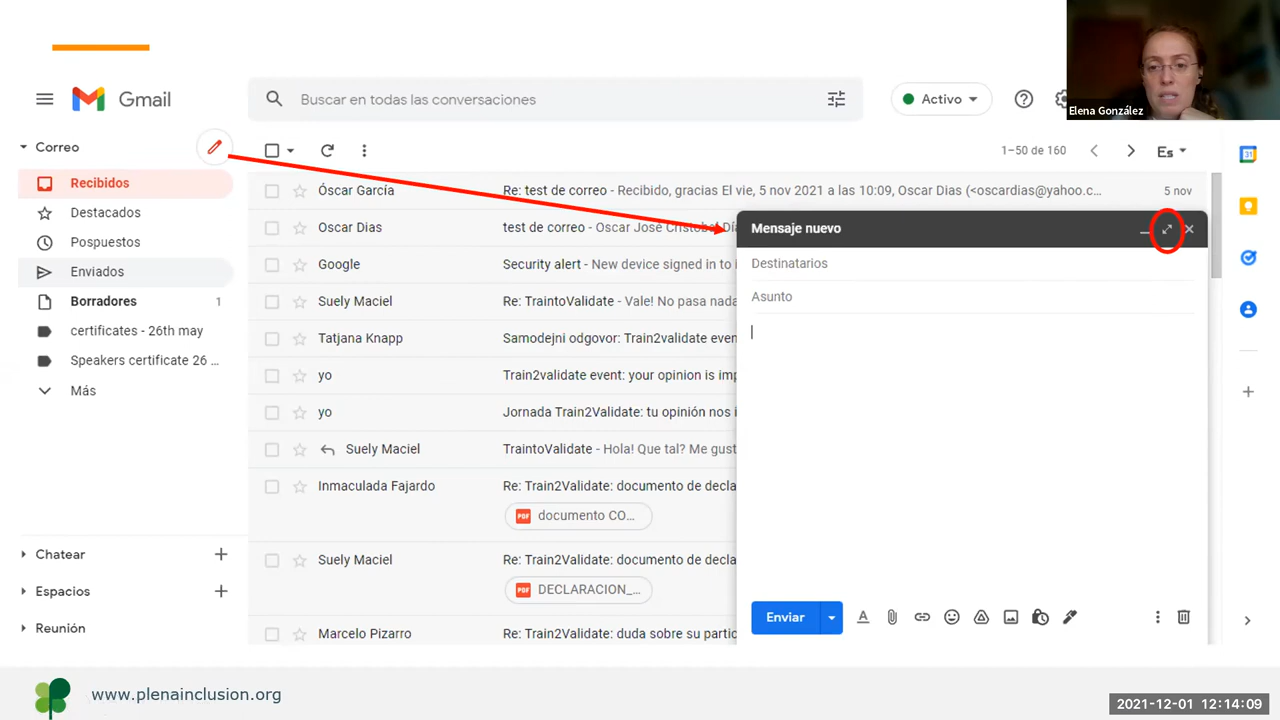 Gmail
Buscar en todas las conversaciones
Activo
Elena González
Correo
1–50 de 160
Es
31
Recibidos
Destacados
Pospuestos
Enviados
Borradores 1
certificates - 26th may
Speakers certificate 26 ...
Más
Óscar García Re: test de correo - Recibido, gracias El vie, 5 nov 2021 a las 10:09, Oscar Dias (<oscardias@yahoo.c... 5 nov
Oscar Dias test de correo - Oscar José Cristobal Dí
Google Security alert - New device signed in to
Suely Maciel Re: TraintoValidate - Vale! No pasa nada
Tatjana Knapp Samodejni odgovor: Train2validate even
yo Train2validate event: your opinion is imp
yo Jornada Train2Validate: tu opinión nos i
Suely Maciel TraintoValidate - Hola! Que tal? Me gust
Inmaculada Fajardo Re: Train2Validate: documento de decla
PDF documento CO...
Suely Maciel Re: Train2Validate: documento de decla
PDF DECLARACION_...
Marcelo Pizarro Re: Train2Validate: duda sobre su partic
Mensaje nuevo
Destinatarios
Asunto
Enviar
A
Chatear
Espacios
Reunión
www.plenainclusion.org
2021-12-01 12:14:09